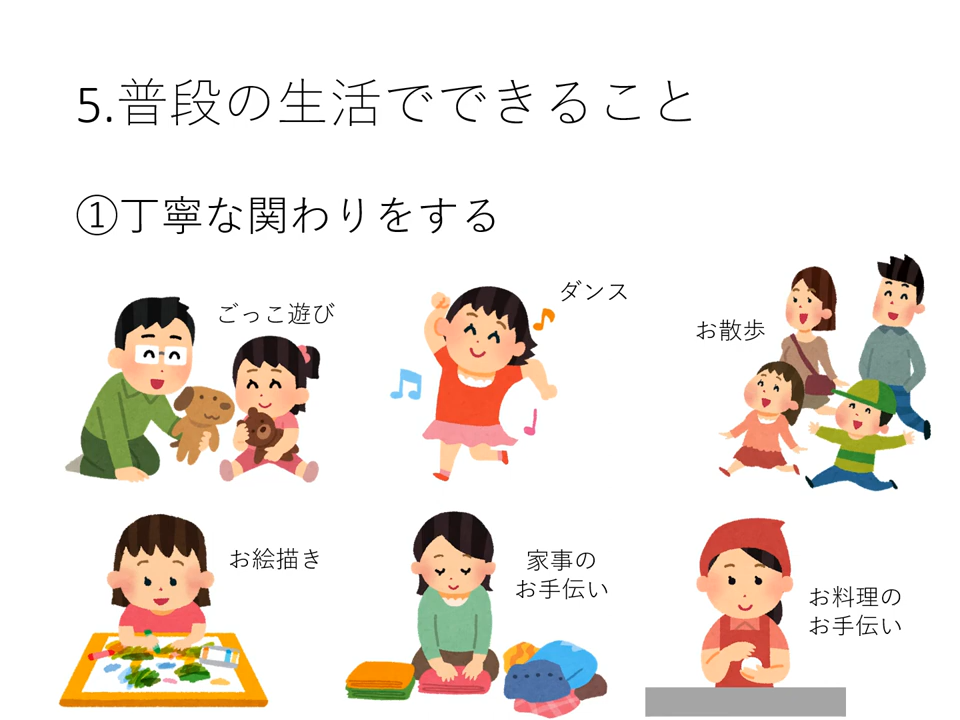 5.普段の生活でできること
①丁寧な関わりをする
ごっこ遊び
ダンス
お散歩
お絵描き
家事の
お手伝い
お料理の
お手伝い